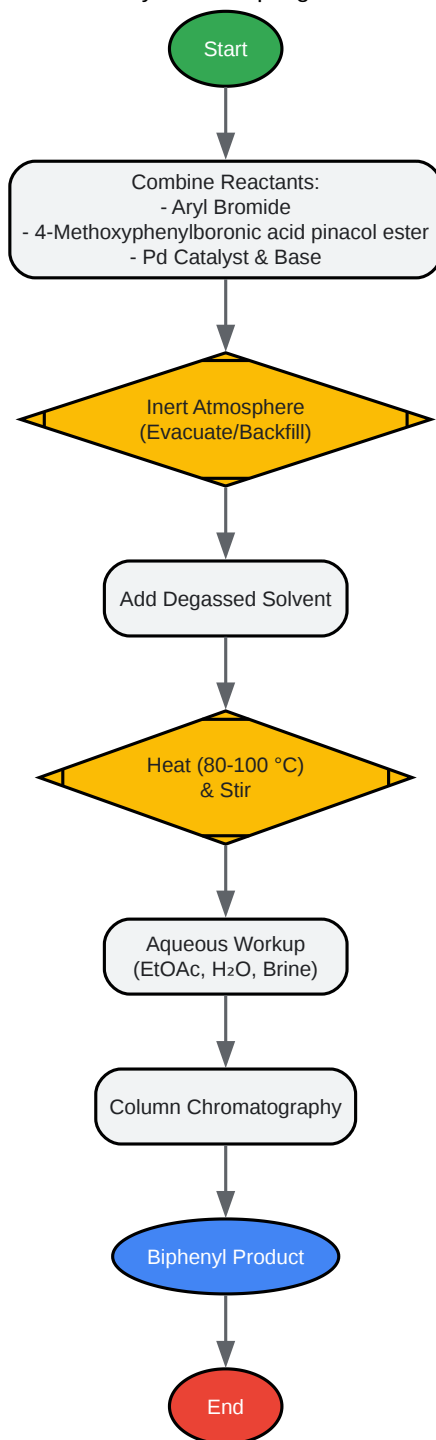 Start
Combine Reactants:
- Aryl Bromide
- 4-Methoxyphenylboronic acid pinacol ester
- Pd Catalyst & Base
Inert Atmosphere
(Evacuate/Backfill)
Add Degassed Solvent
Heat (80-100 °C)
& Stir
Aqueous Workup
(EtOAc, H₂O, Brine)
Column Chromatography
Biphenyl Product
End